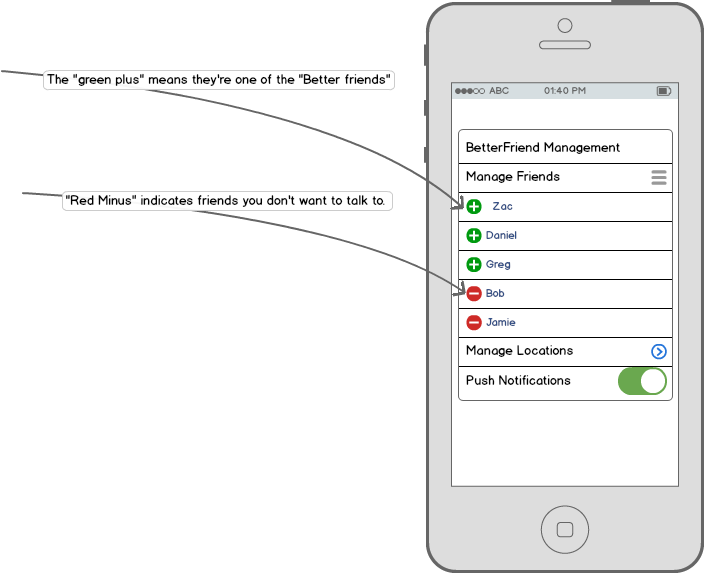 The "green plus" means they're one of the "Better friends"
"Red Minus" indicates friends you don't want to talk to.
ABC 01:40 PM
BetterFriend Management
Manage Friends
Zac
Daniel
Greg
Bob
Jamie
Manage Locations
Push Notifications